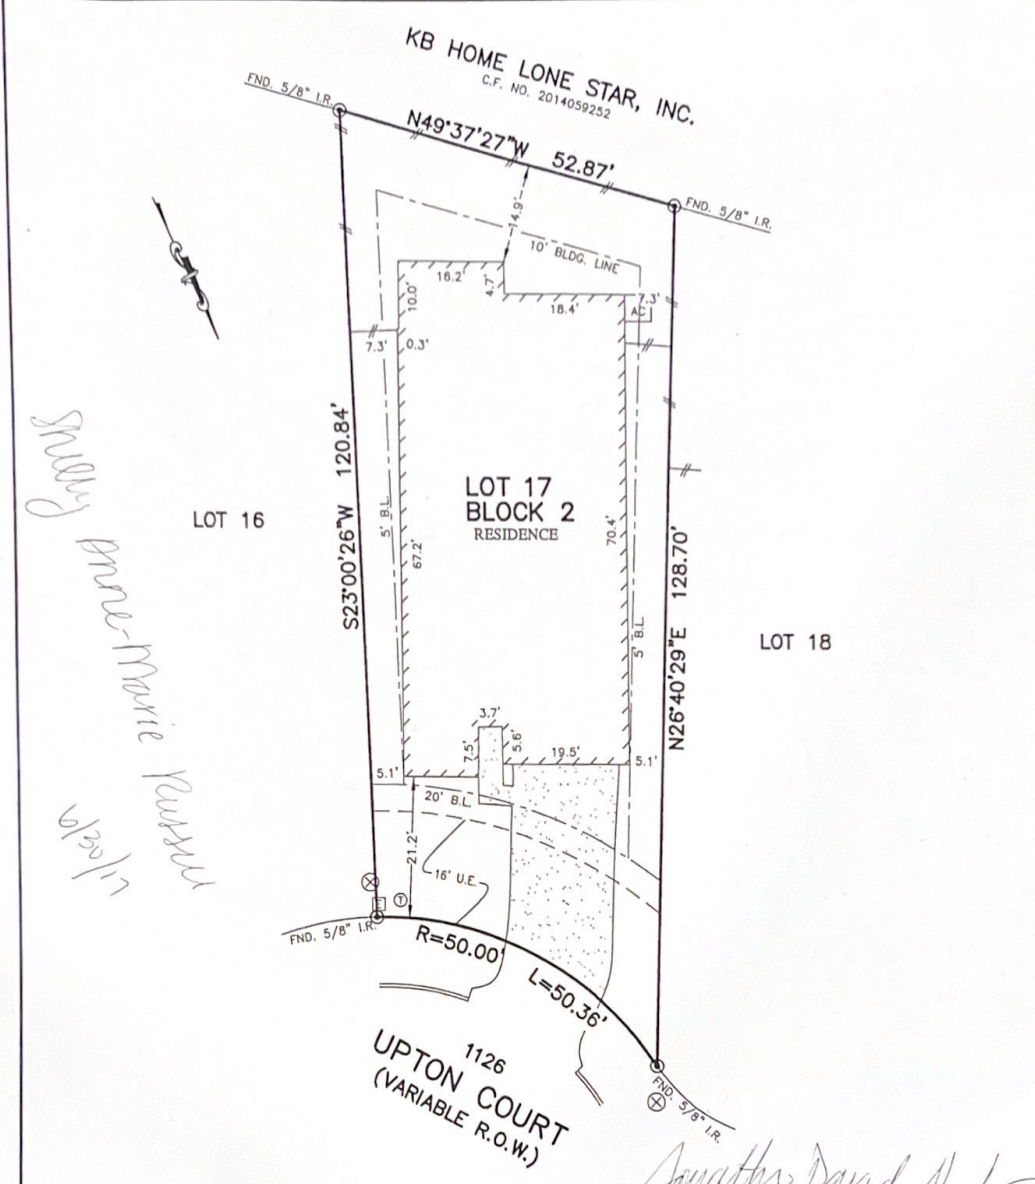 KB HOME LONE STAR, INC.
C.F. NO. 2014059252
FND. 5/8" I.R.
N49°37'27"W 52.87'
FND. 5/8" I.R.
14.9'
10' BLDG. LINE
16.2'
4.7'
10.0'
18.4'
7.3'
AC
7.3'
0.3'
S23°00'26"W 120.84'
5' B.L.
67.2'
LOT 16
LOT 17
BLOCK 2
RESIDENCE
70.4'
5' B.L.
N26°40'29"E 128.70'
LOT 18
3.7'
7.5'
5.6'
19.5'
5.1'
5.1'
20' B.L.
21.2'
16' U.E.
T
E
FND. 5/8" I.R.
R=50.00'
L=50.36'
1126
UPTON COURT
(VARIABLE R.O.W.)
FND. 5/8" I.R.
Shelly Anne-Marie Russell
6/30/17
David